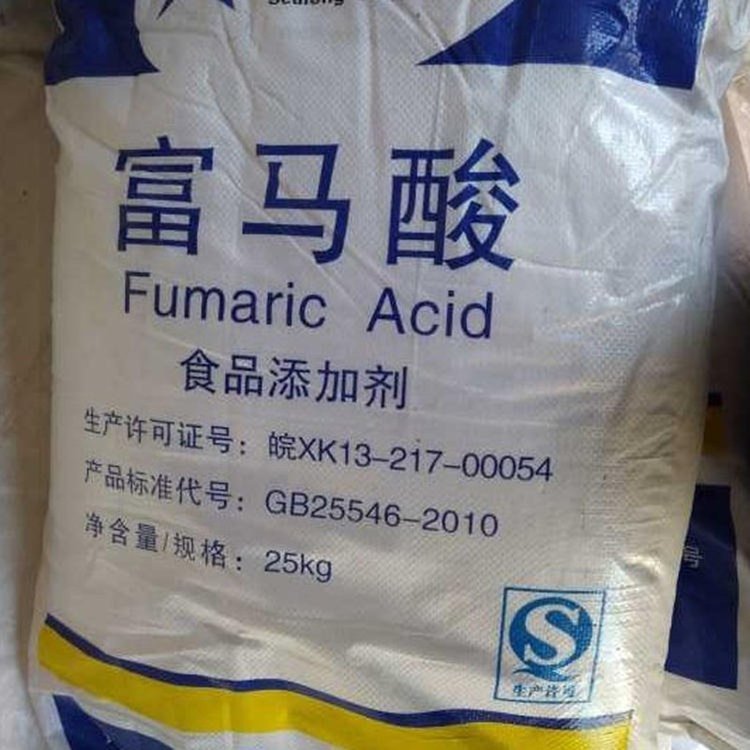 Sealong
富马酸
Fumaric Acid
食品添加剂
生产许可证号：皖XK13-217-00054
产品标准代号：GB25546-2010
净含量/规格：25kg
号
S
生产许可